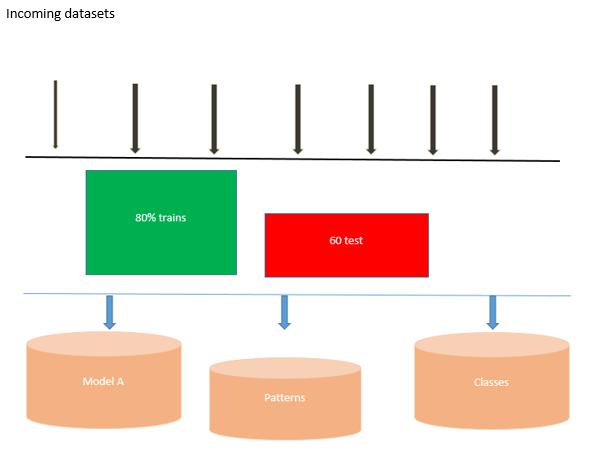 Incoming datasets
80% trains
60 test
Model A
Patterns
Classes